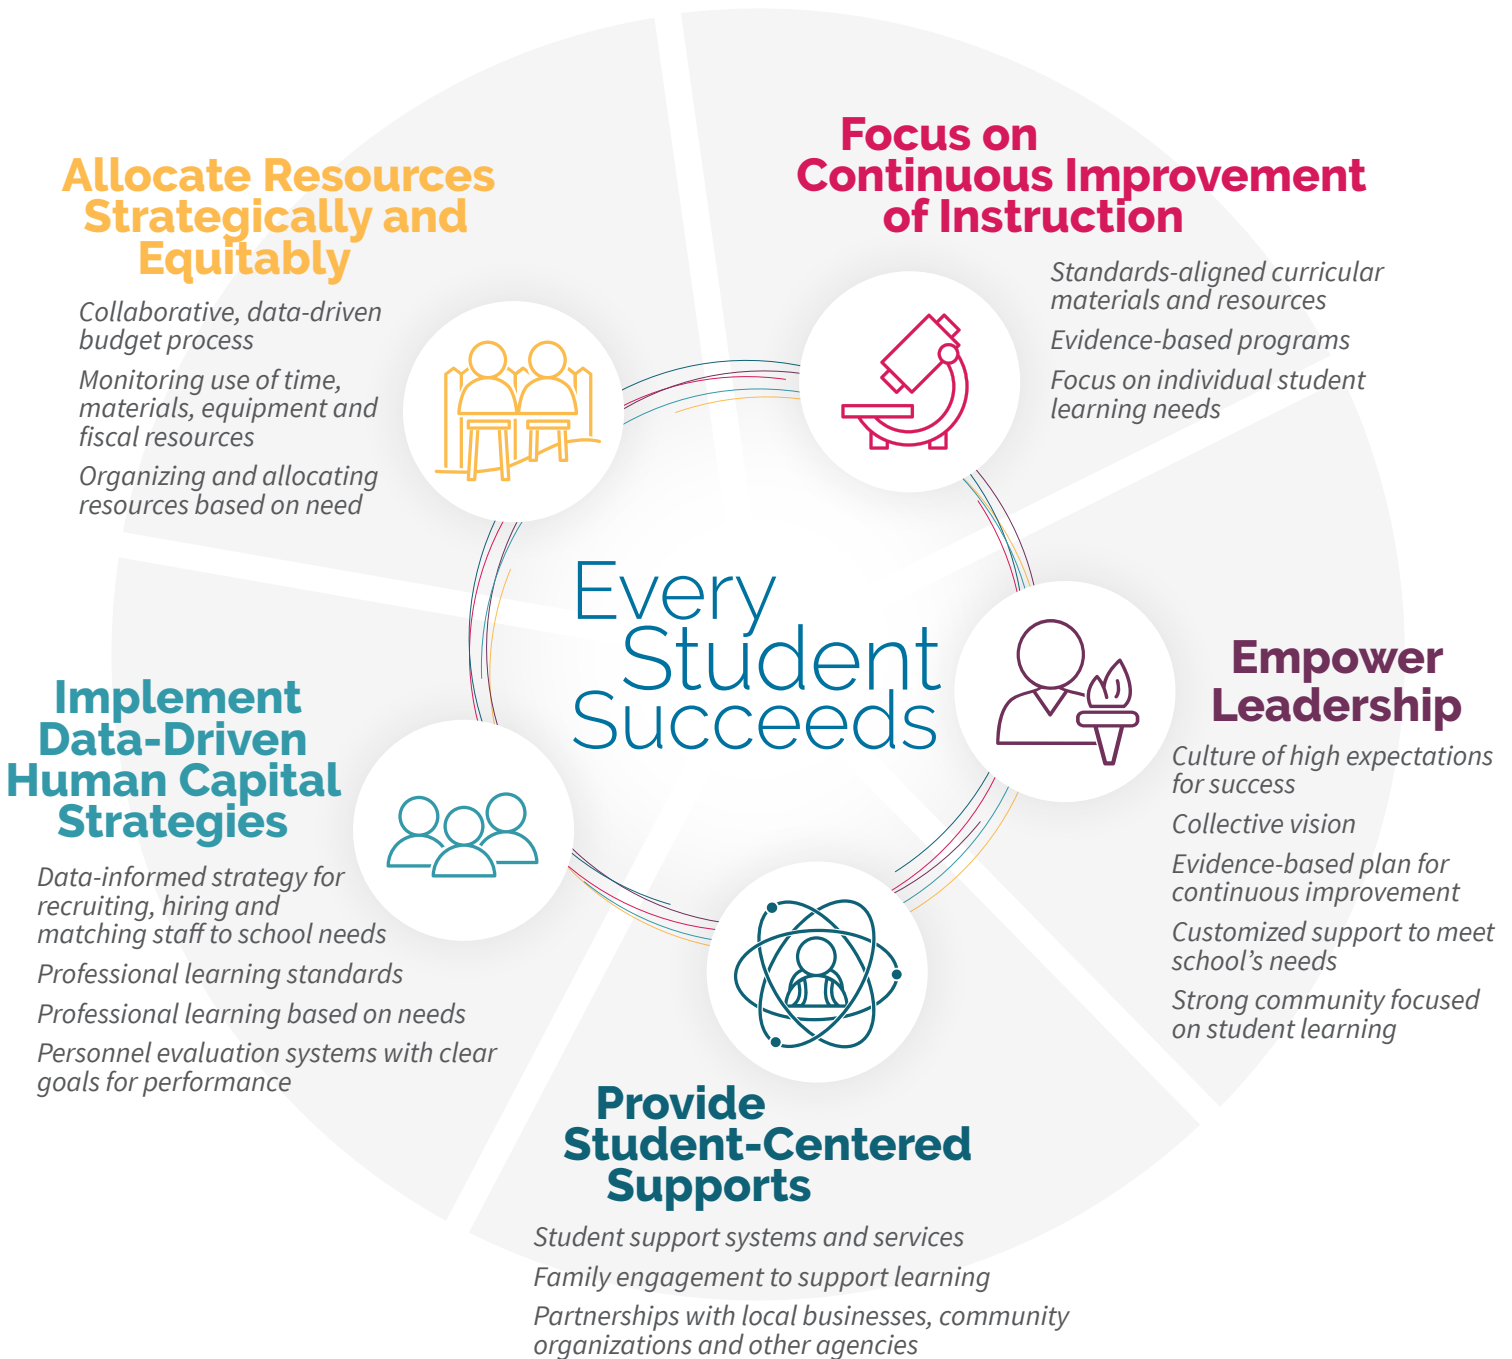 Allocate Resources
Strategically and
Equitably
Collaborative, data-driven
budget process
Monitoring use of time,
materials, equipment and
fiscal resources
Organizing and allocating
resources based on need
Focus on
Continuous Improvement
of Instruction
Standards-aligned curricular
materials and resources
Evidence-based programs
Focus on individual student
learning needs
Every
Student
Succeeds
Empower
Leadership
Culture of high expectations
for success
Collective vision
Evidence-based plan for
continuous improvement
Customized support to meet
school’s needs
Strong community focused
on student learning
Implement
Data-Driven
Human Capital
Strategies
Data-informed strategy for
recruiting, hiring and
matching staff to school needs
Professional learning standards
Professional learning based on needs
Personnel evaluation systems with clear
goals for performance
Provide
Student-Centered
Supports
Student support systems and services
Family engagement to support learning
Partnerships with local businesses, community
organizations and other agencies